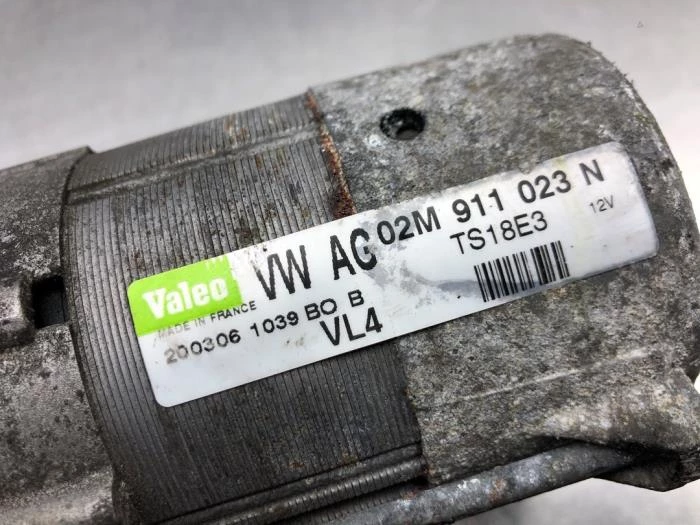 Valeo VW AG 02M 911 023 N
MADE IN FRANCE TS18E3 12V
200306 1039 BO B
VL4